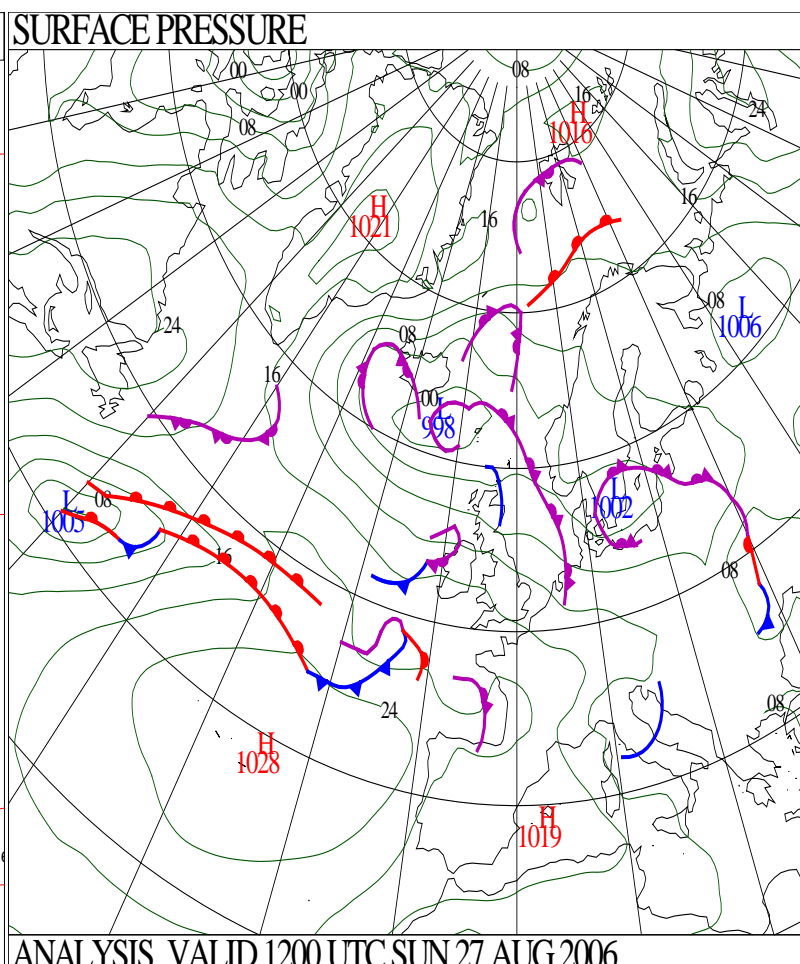 SURFACE PRESSURE
00
08
00
16
24
H
1016
08
16
H
1021
16
08
L
1006
24
08
16
00
L
998
L
1005
08
L
1002
16
08
24
08
H
1028
H
1019
ANALYSIS VALID 1200 UTC SUN 27 AUG 2006